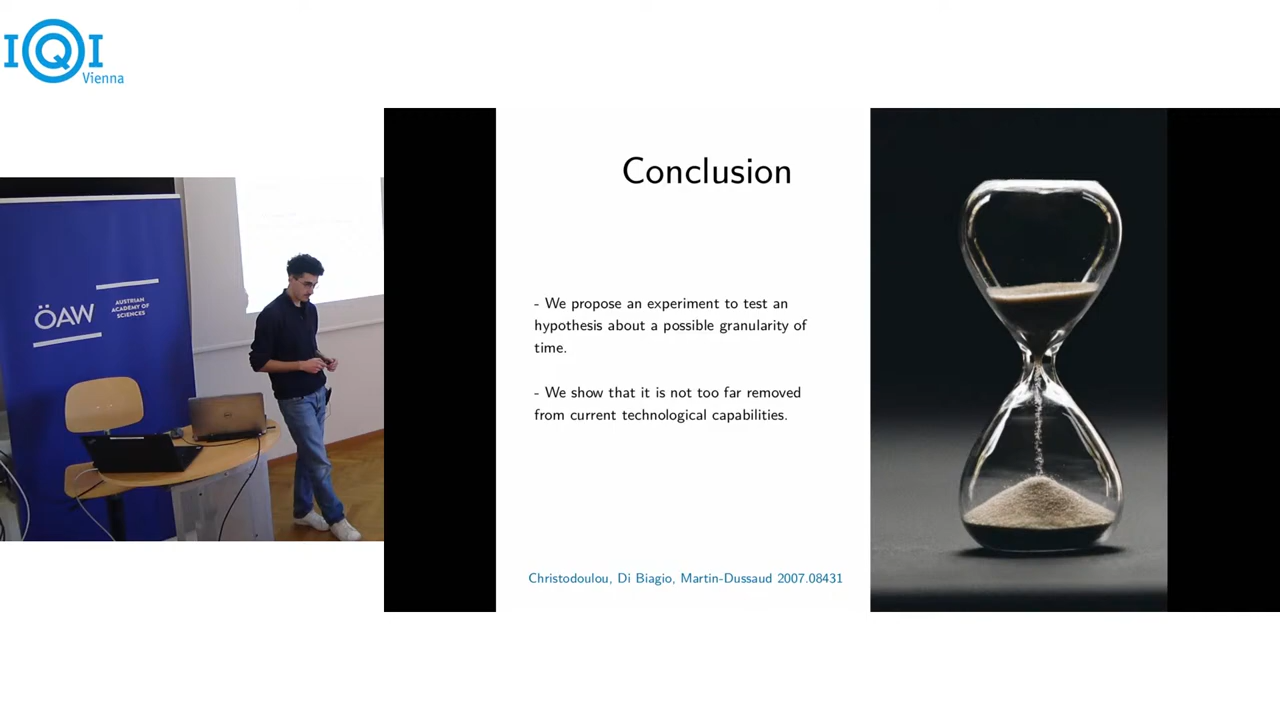 IQI
Vienna
ÖAW
AUSTRIAN
ACADEMY OF
SCIENCES
Conclusion
- We propose an experiment to test an
hypothesis about a possible granularity of
time.
- We show that it is not too far removed
from current technological capabilities.
Christodoulou, Di Biagio, Martin-Dussaud 2007.08431